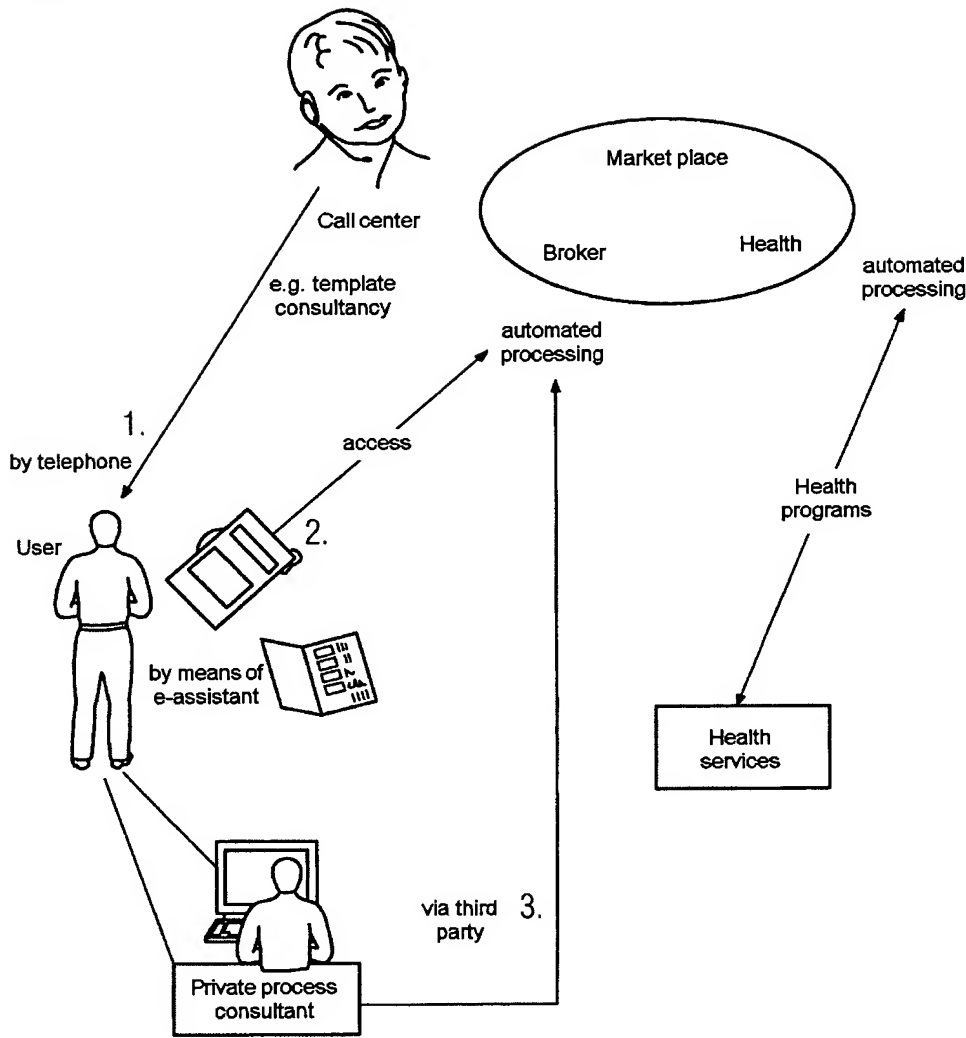 Market place
Call center
Broker
Health
e.g. template
consultancy
automated
processing
automated
processing
1.
by telephone
access
Health
programs
User
2.
by means of
e-assistant
Health
services
via third
party
3.
Private process
consultant